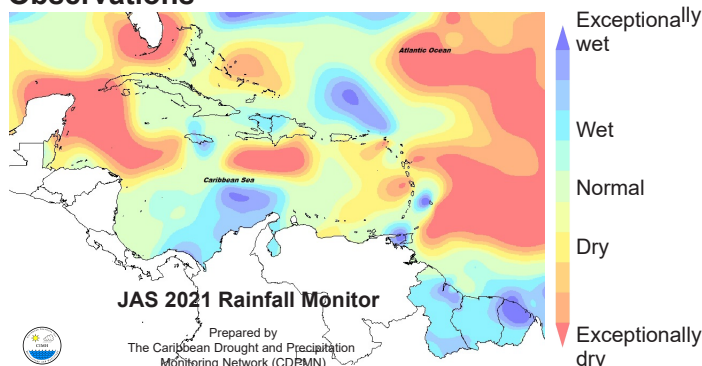 Observations
Exceptionally
wet
Atlantic Ocean
Wet
Caribbean Sea
Normal
Dry
JAS 2021 Rainfall Monitor
Prepared by
The Caribbean Drought and Precipitation
Monitoring Network (CDPMN)
Exceptionally
dry
CIMH